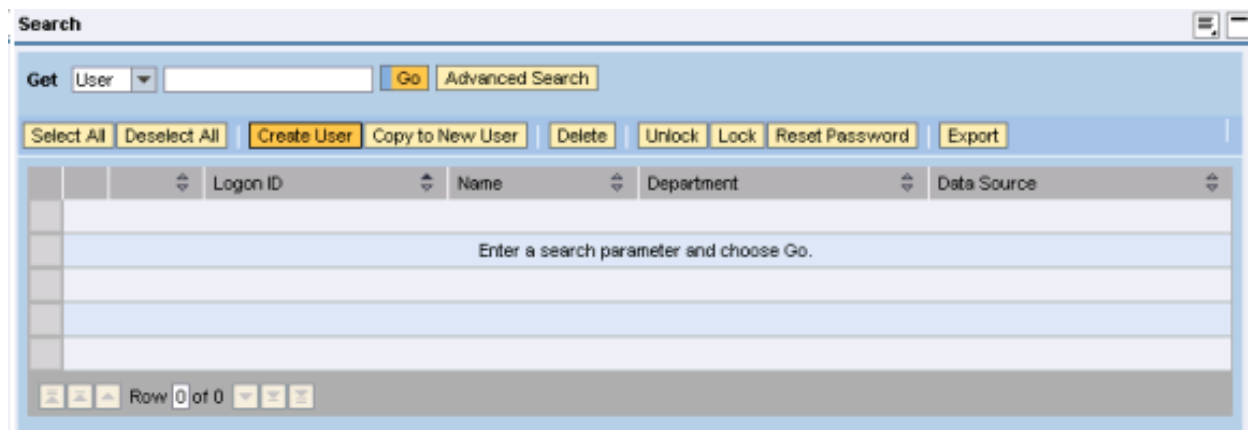 Search
Get User Go Advanced Search
Select All Deselect All Create User Copy to New User Delete Unlock Lock Reset Password Export
Logon ID Name Department Data Source
Enter a search parameter and choose Go.
Row 0 of 0